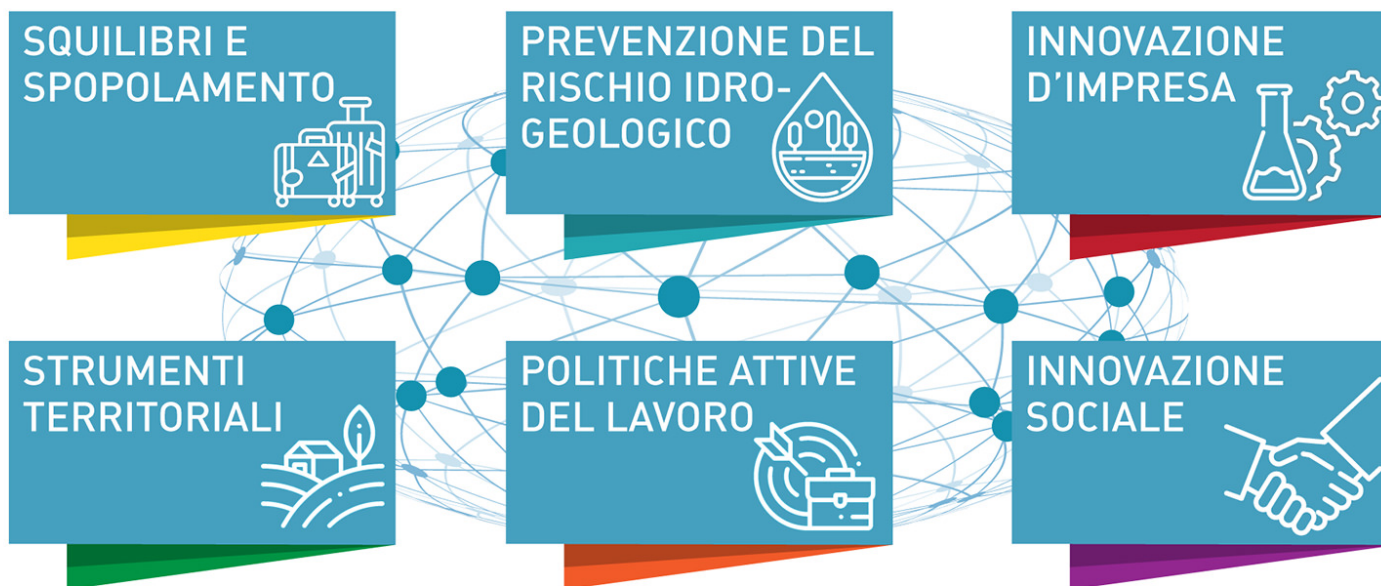 SQUILIBRI E
SPOPOLAMENTO
PREVENZIONE DEL
RISCHIO IDRO-
GEOLOGICO
INNOVAZIONE
D'IMPRESA
STRUMENTI
TERRITORIALI
POLITICHE ATTIVE
DEL LAVORO
INNOVAZIONE
SOCIALE